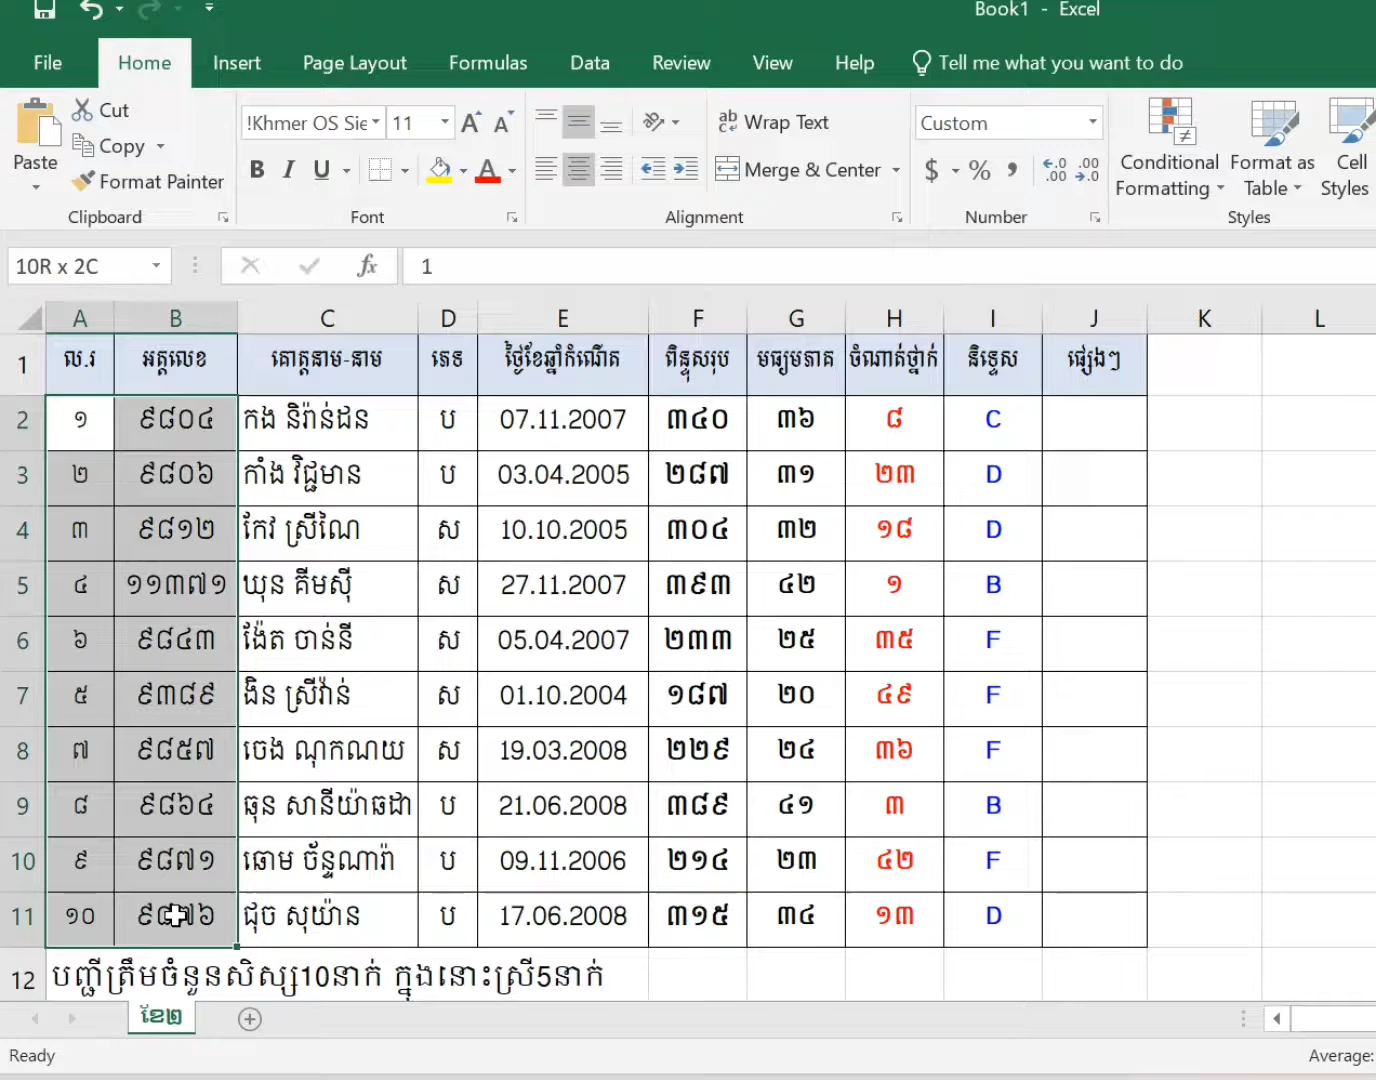 Book1 - Excel
File Home Insert Page Layout Formulas Data Review View Help Tell me what you want to do
Paste Cut Copy Format Painter Clipboard
!Khmer OS Sie 11 B I U A Font
ab Wrap Text Merge & Center Alignment
Custom $ % , Number
Conditional Formatting Format as Table Cell Styles Styles
10R x 2C fx 1
A B C D E F G H I J K L
1 ល.រ អត្តលេខ គោត្តនាម-នាម ភេទ ថ្ងៃខែឆ្នាំកំណើត ពិន្ទុសរុប មធ្យមភាគ ចំណាត់ថ្នាក់ និទ្ទេស ផ្សេងៗ
2 ១ ៩៨០៤ កង និរ៉ាន់ដន ប 07.11.2007 ៣៤០ ៣៦ ៨ C
3 ២ ៩៨០៦ កាំង វិជ្ជមាន ប 03.04.2005 ២៨៧ ៣១ ២៣ D
4 ៣ ៩៨១២ កែវ ស្រីណៃ ស 10.10.2005 ៣០៤ ៣២ ១៨ D
5 ៤ ១១៣៧១ ឃុន គីមស៊ី ស 27.11.2007 ៣៩៣ ៤២ ១ B
6 ៦ ៩៨៤៣ ង៉ែត ចាន់នី ស 05.04.2007 ២៣៣ ២៥ ៣៥ F
7 ៥ ៩៣៨៩ ងិន ស្រីវ៉ាន់ ស 01.10.2004 ១៨៧ ២០ ៤៩ F
8 ៧ ៩៨៥៧ ចេង ណុកណយ ស 19.03.2008 ២២៩ ២៤ ៣៦ F
9 ៨ ៩៨៦៤ ឆុន សានីយ៉ាឆដា ប 21.06.2008 ៣៨៩ ៤១ ៣ B
10 ៩ ៩៨៧១ ឆោម ច័ន្ទណារ៉ា ប 09.11.2006 ២១៤ ២៣ ៤២ F
11 ១០ ៩៨៧៦ ជុច សុយ៉ាន ប 17.06.2008 ៣១៥ ៣៤ ១៣ D
12 បញ្ជីត្រឹមចំនួនសិស្ស10នាក់ ក្នុងនោះស្រី5នាក់
ខែ២
Ready Average: